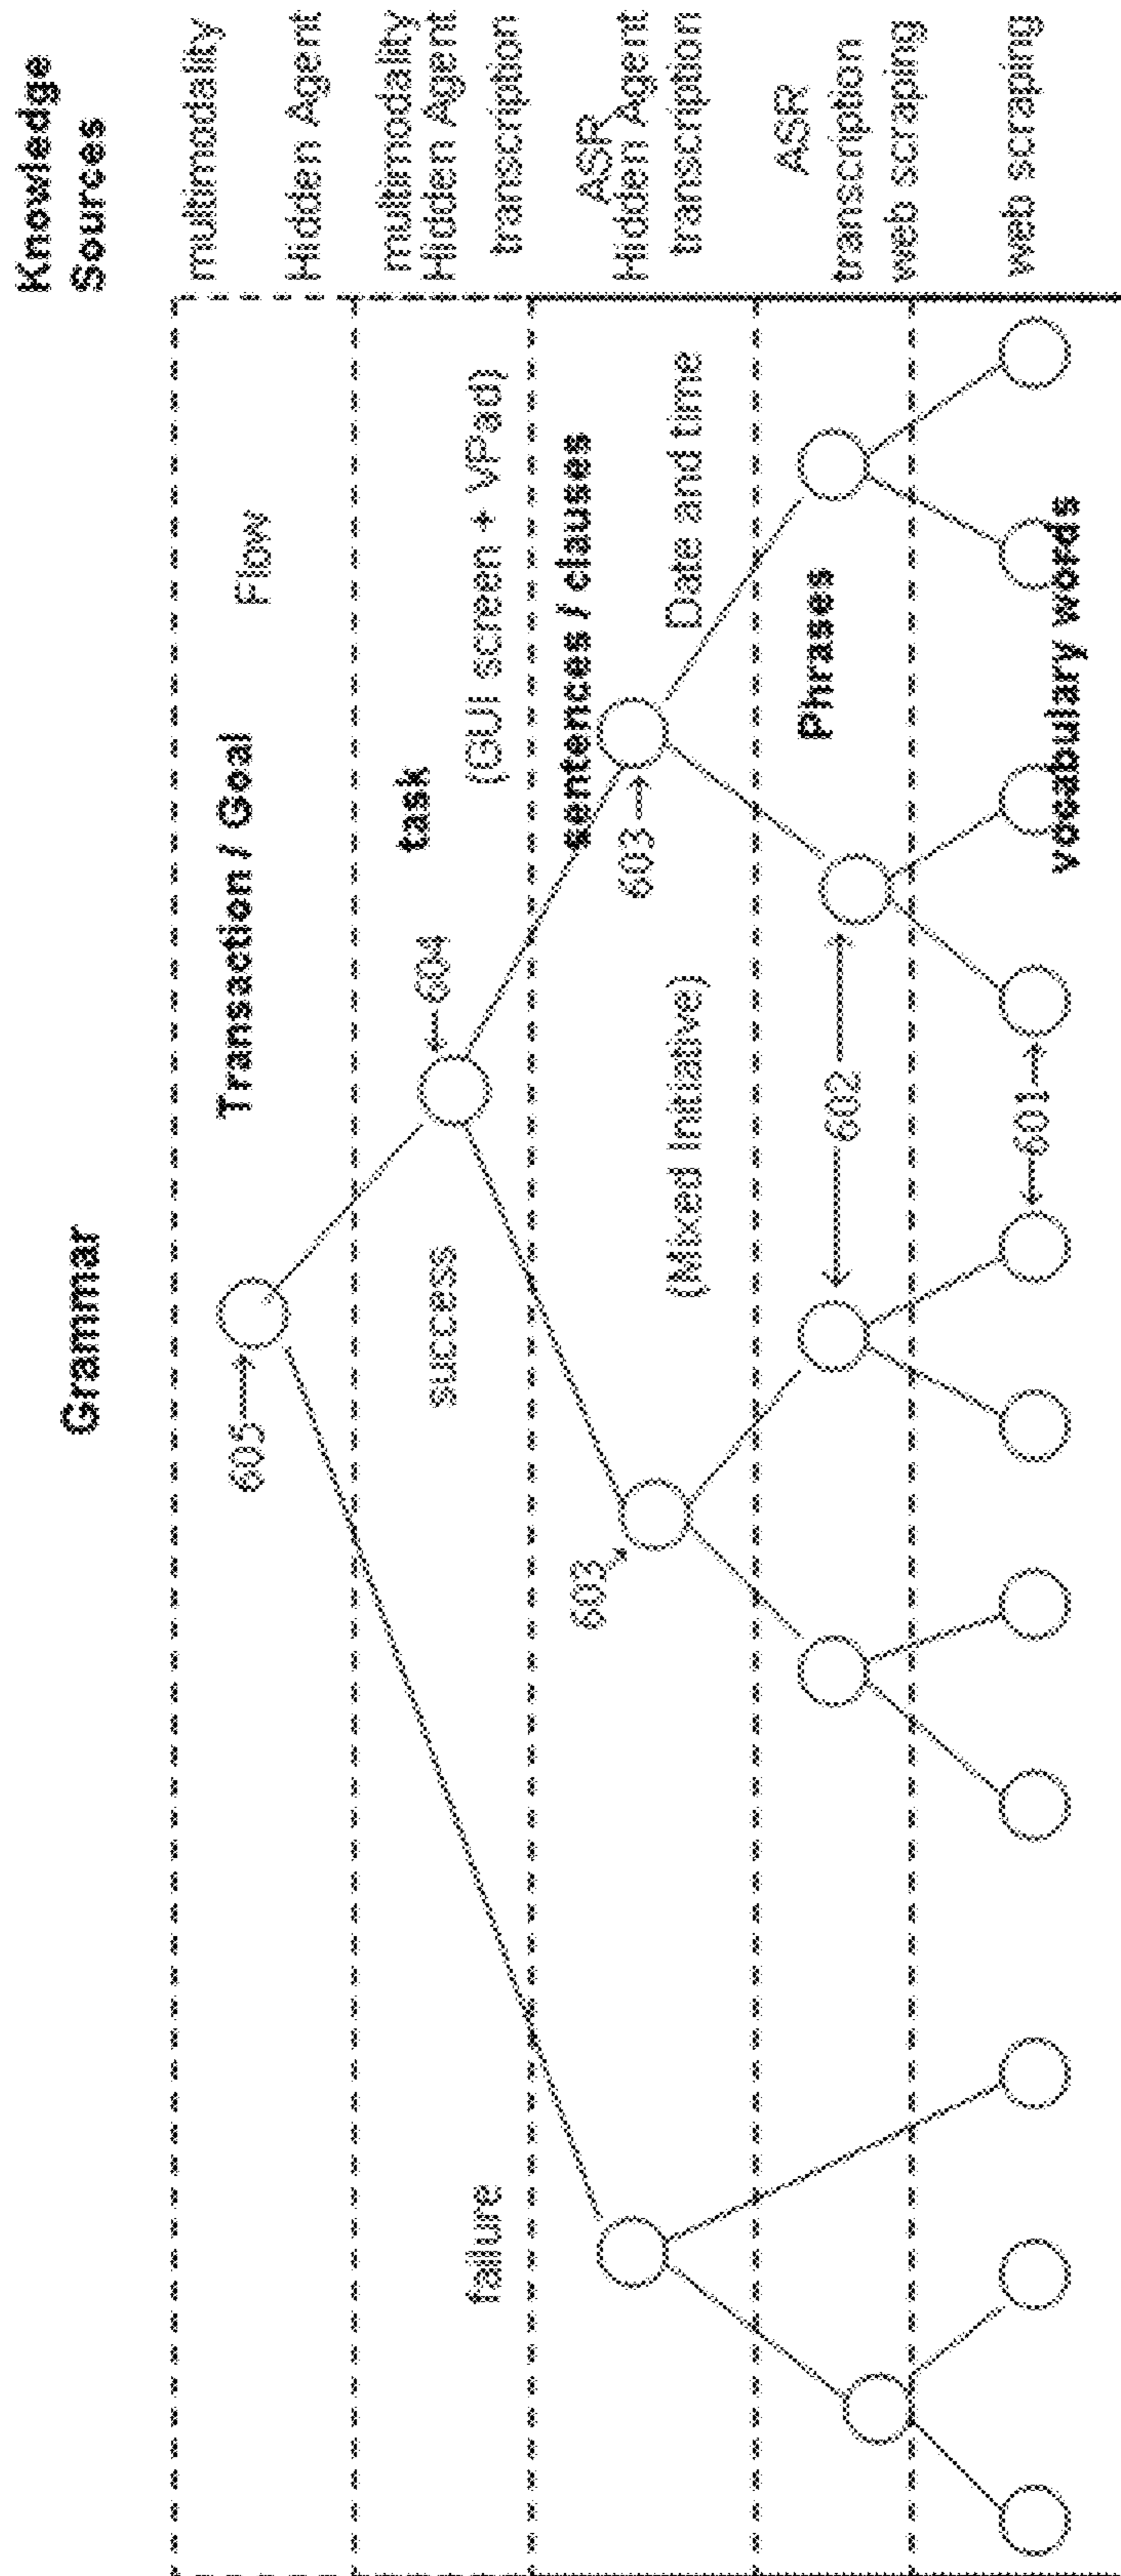 Grammar
Knowledge
Sources
605
Transaction / Goal
Flow
multimodality
Hidden Agent
success
604
task
(GUI screen + VPad)
multimodality
Hidden Agent
transcription
failure
603
603
sentences / clauses
(Mixed Initiative)
Date and time
ASR
Hidden Agent
transcription
602
Phrases
ASR
transcription
web scraping
601
vocabulary words
web scraping